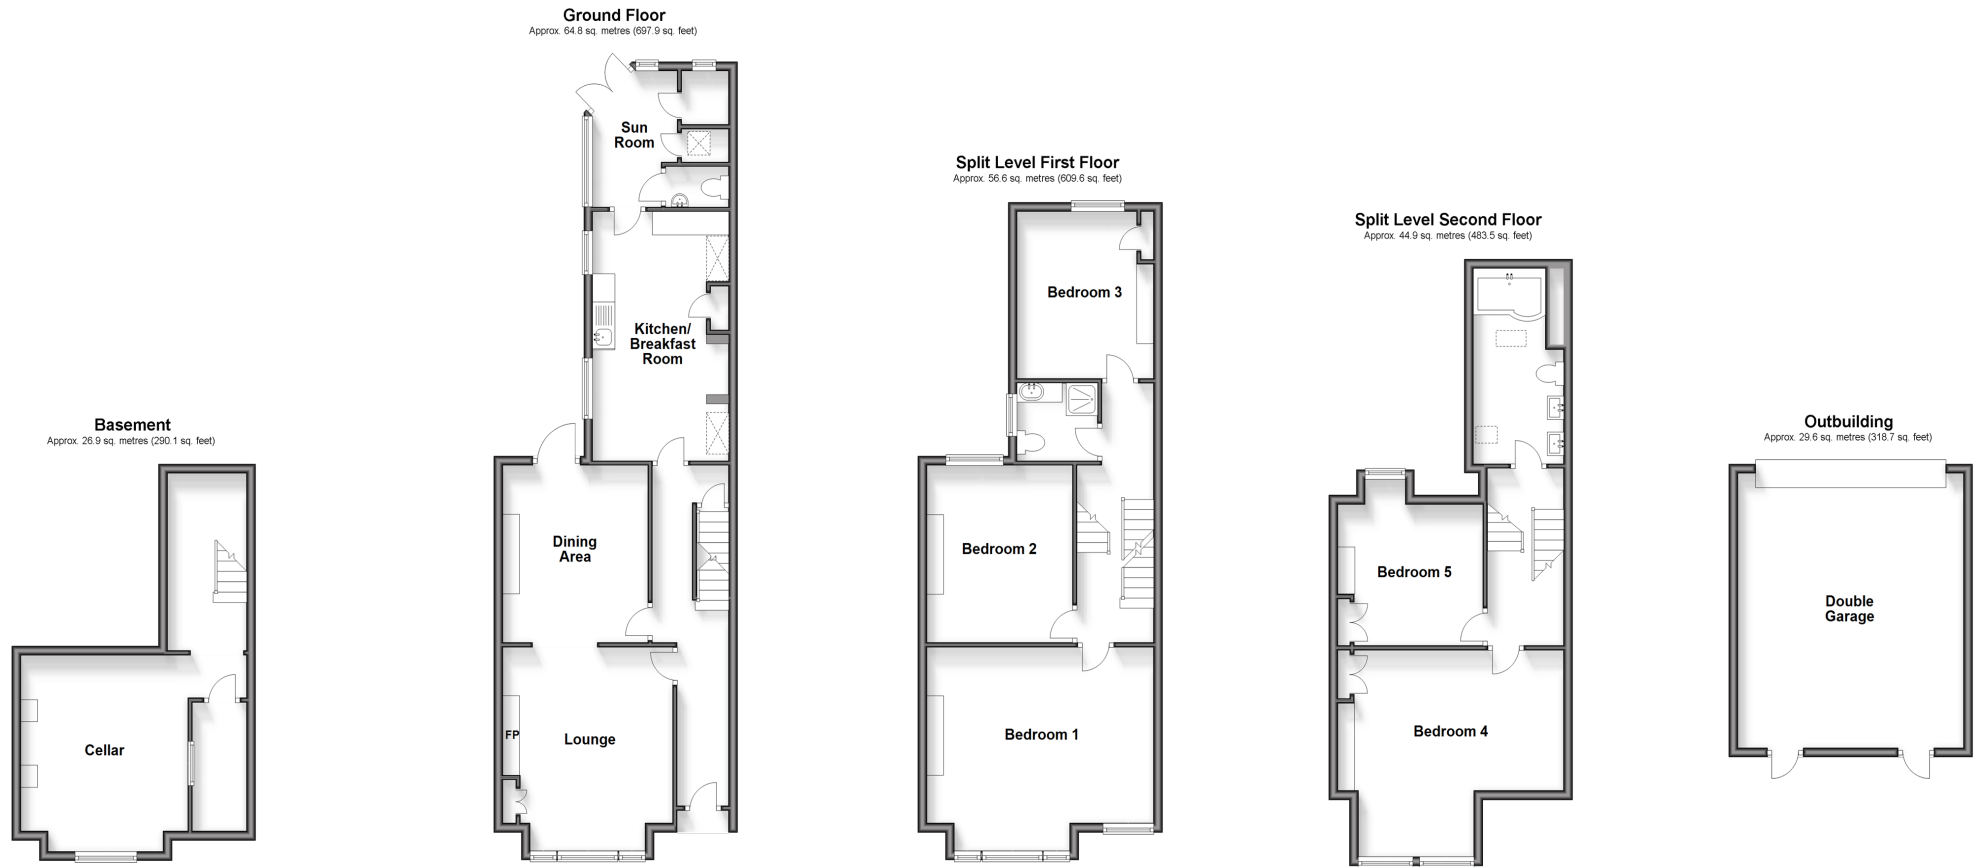 Ground Floor
Approx. 64.8 sq. metres (697.9 sq. feet)
Sun
Room
Kitchen/
Breakfast
Room
Dining
Area
FP
Lounge
Split Level First Floor
Approx. 56.6 sq. metres (609.6 sq. feet)
Bedroom 3
Bedroom 2
Bedroom 1
Split Level Second Floor
Approx. 44.9 sq. metres (483.5 sq. feet)
Bedroom 5
Bedroom 4
Basement
Approx. 26.9 sq. metres (290.1 sq. feet)
Cellar
Outbuilding
Approx. 29.6 sq. metres (318.7 sq. feet)
Double
Garage